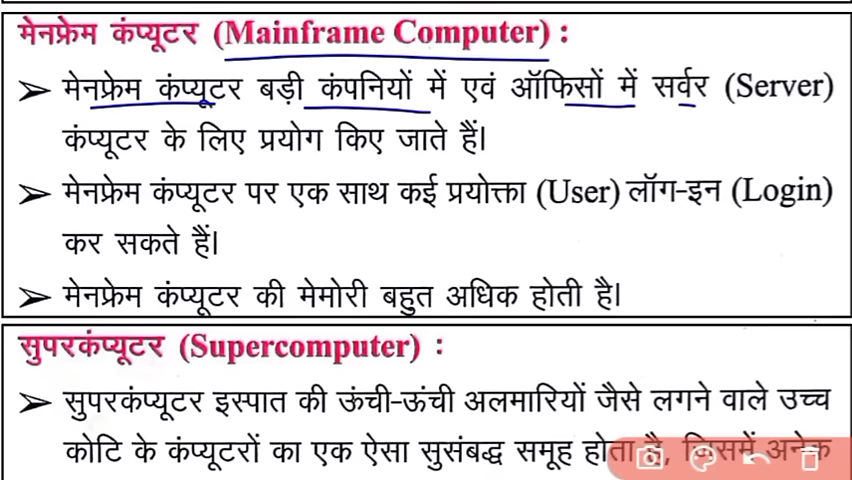 मेनफ्रेम कंप्यूटर (Mainframe Computer) :
➢ मेनफ्रेम कंप्यूटर बड़ी कंपनियों में एवं ऑफिसों में सर्वर (Server)
कंप्यूटर के लिए प्रयोग किए जाते हैं।
➢ मेनफ्रेम कंप्यूटर पर एक साथ कई प्रयोक्ता (User) लॉग-इन (Login)
कर सकते हैं।
➢ मेनफ्रेम कंप्यूटर की मेमोरी बहुत अधिक होती है।
सुपरकंप्यूटर (Supercomputer) :
➢ सुपरकंप्यूटर इस्पात की ऊंची-ऊंची अलमारियों जैसे लगने वाले उच्च
कोटि के कंप्यूटरों का एक ऐसा सुसंबद्ध समूह होता है, जिसमें अनेक